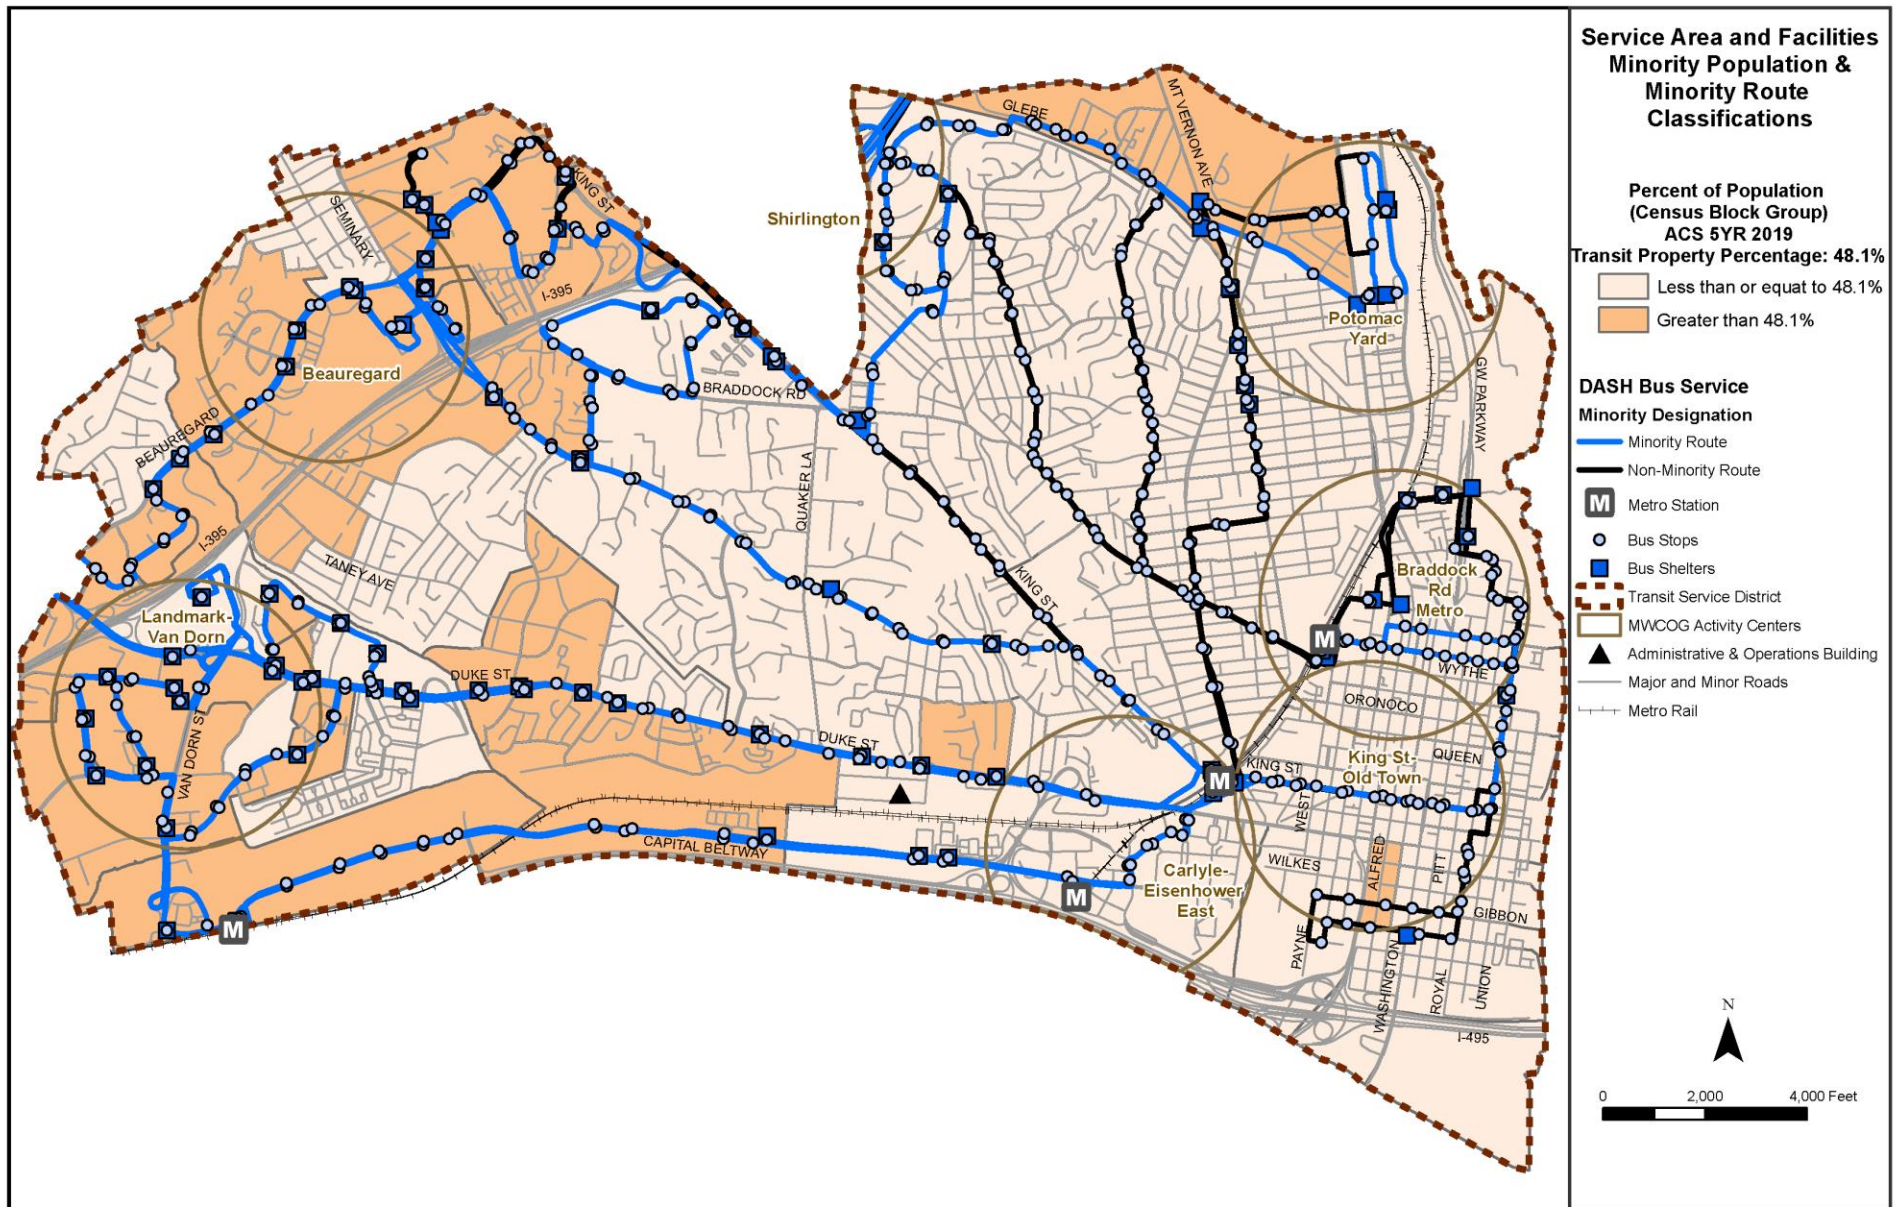 Service Area and Facilities
Minority Population &
Minority Route
Classifications
Percent of Population
(Census Block Group)
ACS 5YR 2019
Transit Property Percentage: 48.1%
Less than or equat to 48.1%
Greater than 48.1%
DASH Bus Service
Minority Designation
Minority Route
Non-Minority Route
M
Metro Station
Bus Stops
Bus Shelters
Transit Service District
MWCOG Activity Centers
Administrative & Operations Building
Major and Minor Roads
Metro Rail
N
0 2,000 4,000 Feet
GLEBE
MT VERNON AVE
KING ST
SEMINARY
Shirlington
I-395
Potomac
Yard
Beauregard
BRADDOCK RD
GW PARKWAY
BEAUREGARD
QUAKER LA
I-395
TANEY AVE
KING ST
Braddock
Rd
Metro
Landmark-
Van Dorn
M
WYTHE
DUKE ST
ORONOCO
VAN DORN ST
DUKE ST
QUEEN
King St-
Old Town
KING ST
M
WEST
CAPITAL BELTWAY
WILKES
ALFRED
PITT
Carlyle-
Eisenhower
East
M
GIBBON
M
PAYNE
WASHINGTON
ROYAL
UNION
I-495